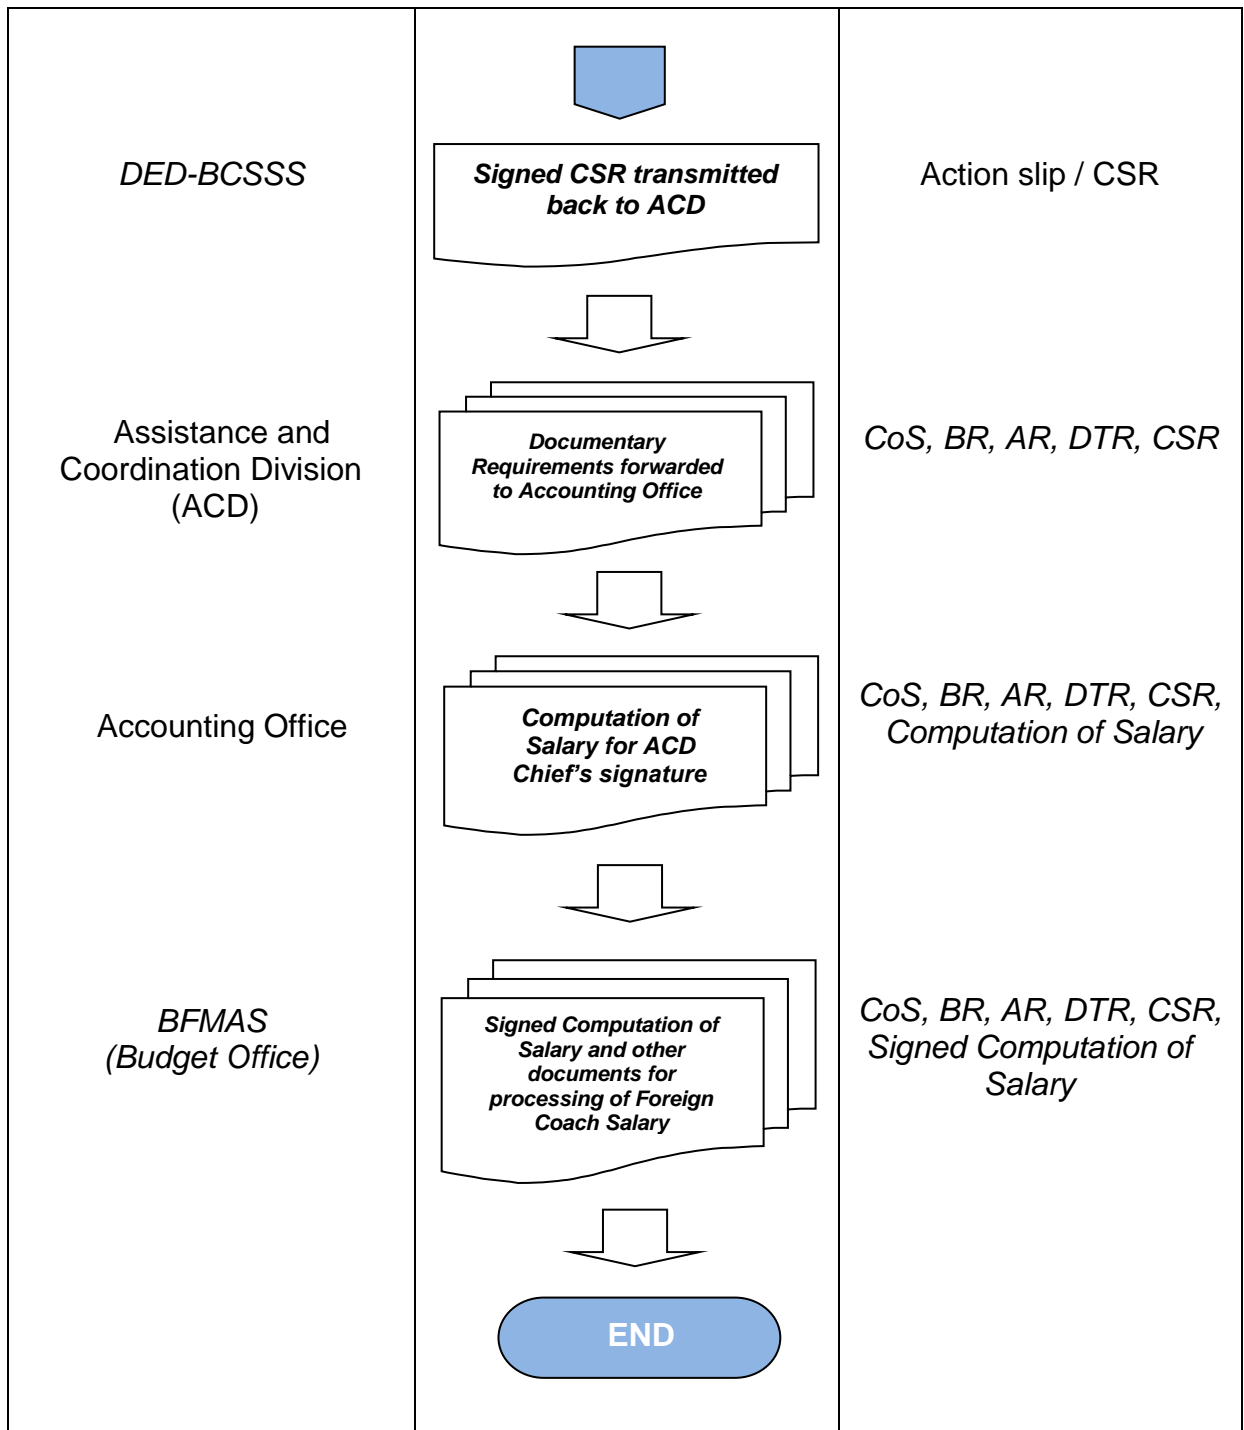 DED-BCSSS
Signed CSR transmitted
back to ACD
Action slip / CSR
Assistance and
Coordination Division
(ACD)
Documentary
Requirements forwarded
to Accounting Office
CoS, BR, AR, DTR, CSR
Accounting Office
Computation of
Salary for ACD
Chief’s signature
CoS, BR, AR, DTR, CSR,
Computation of Salary
BFMAS
(Budget Office)
Signed Computation of
Salary and other
documents for
processing of Foreign
Coach Salary
CoS, BR, AR, DTR, CSR,
Signed Computation of
Salary
END